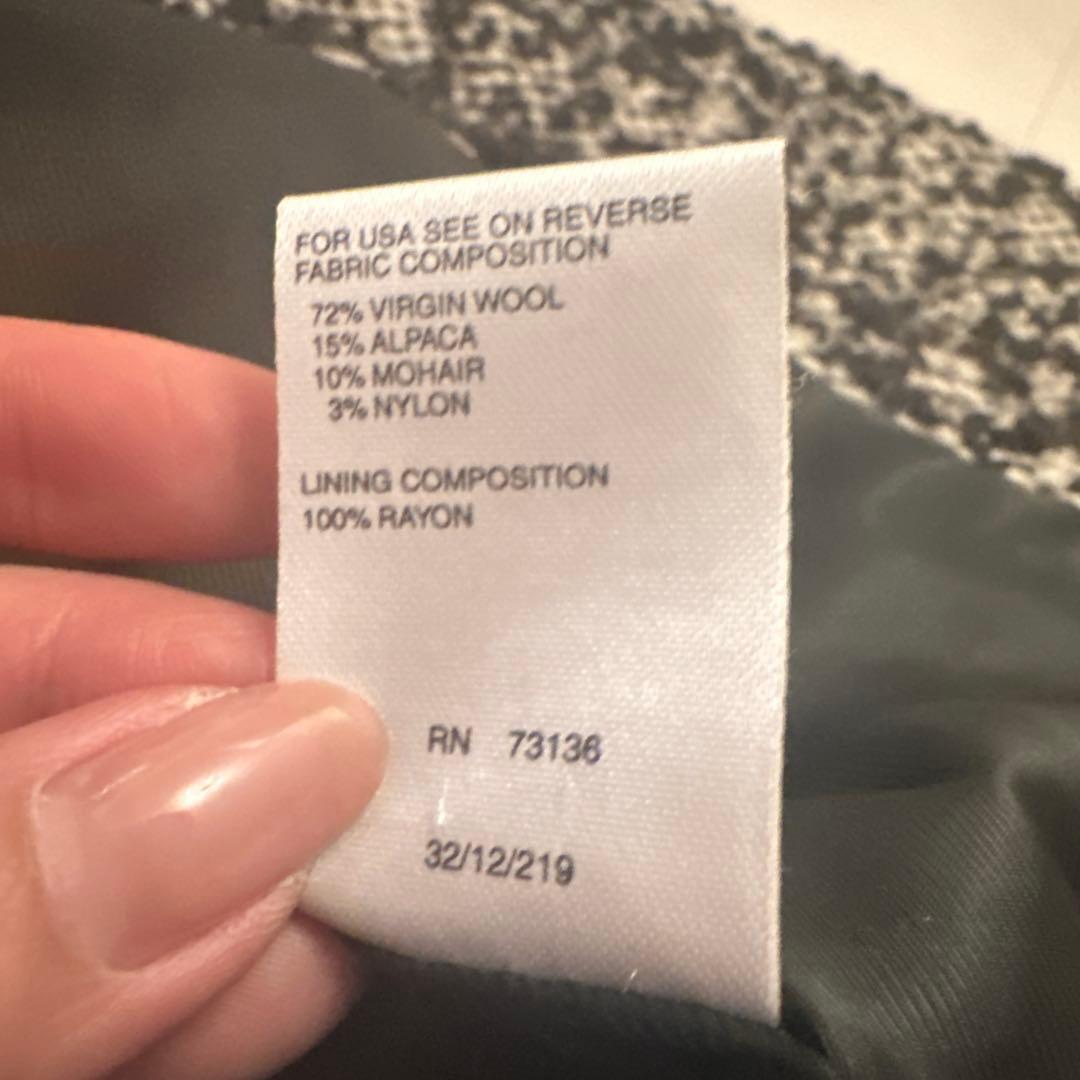 FOR USA SEE ON REVERSE
FABRIC COMPOSITION
72% VIRGIN WOOL
15% ALPACA
10% MOHAIR
3% NYLON
LINING COMPOSITION
100% RAYON
RN 73136
32/12/219